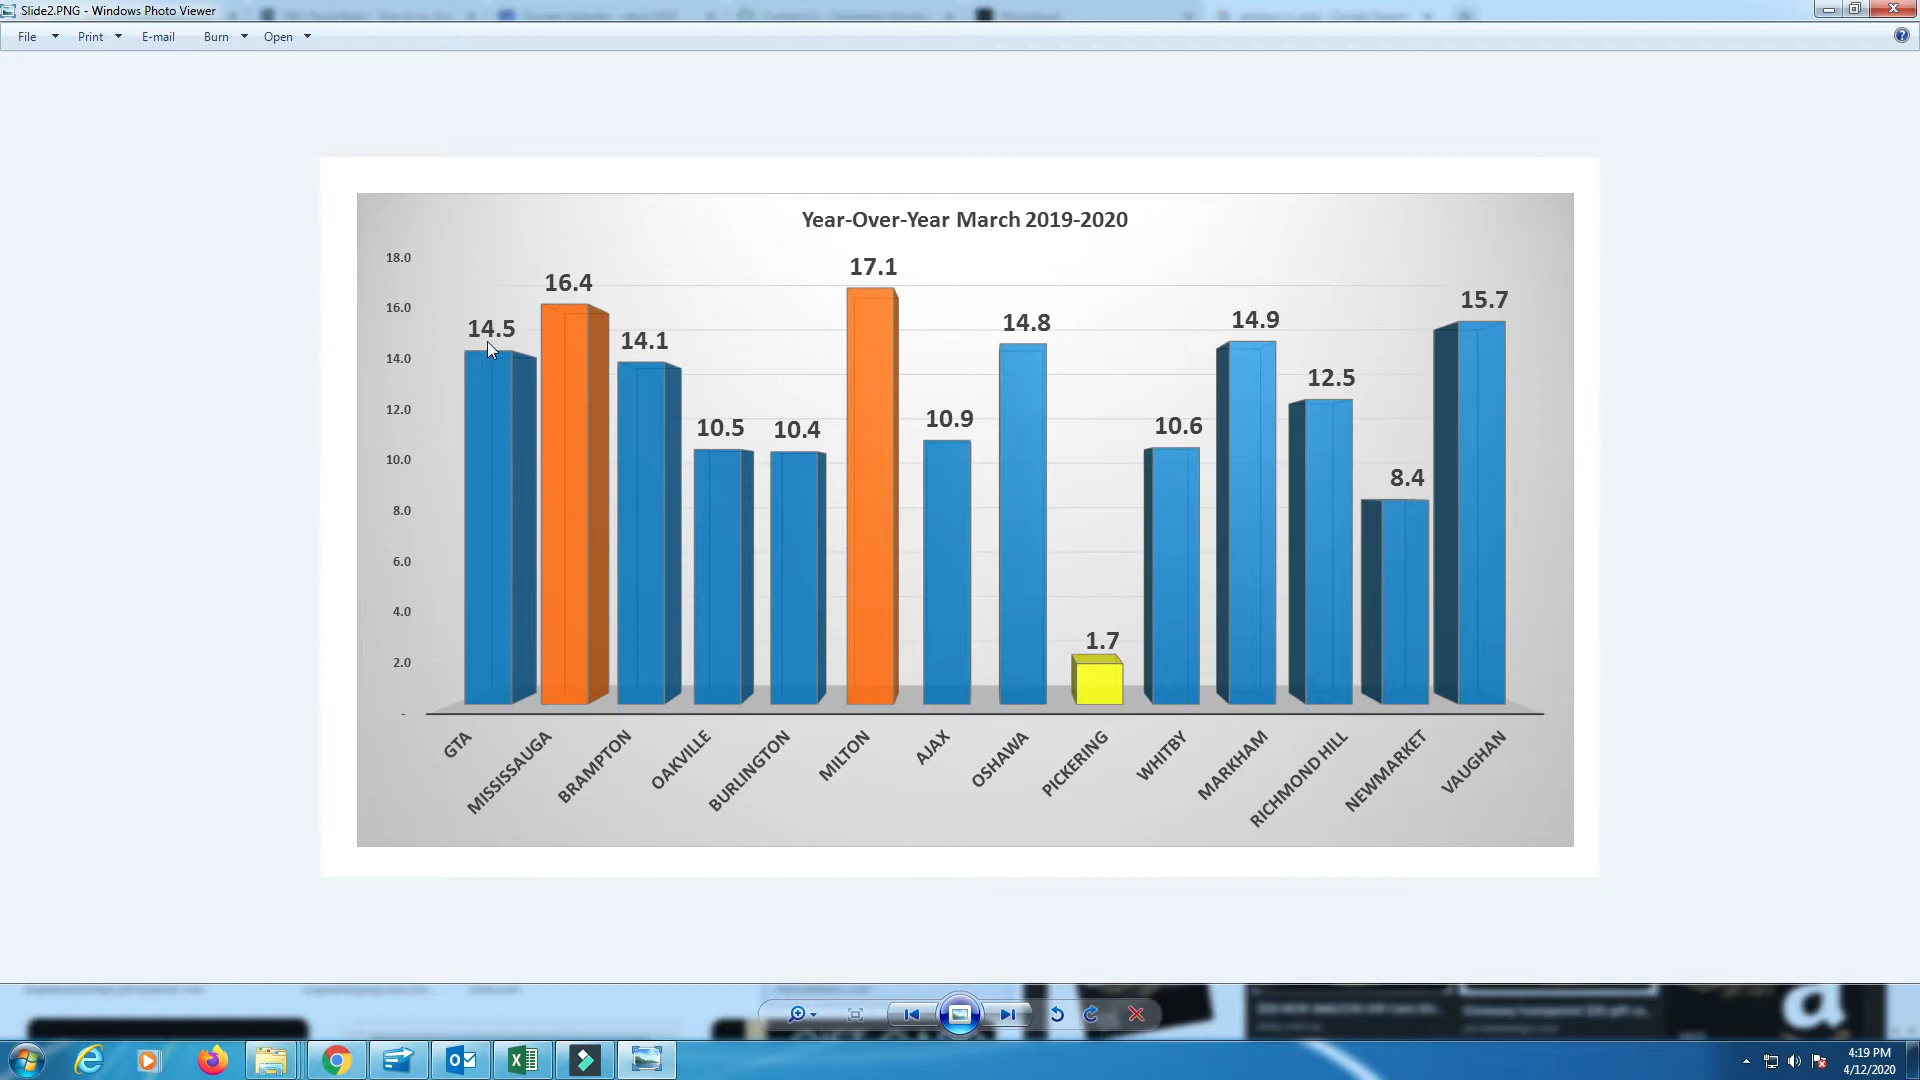 Slide2.PNG - Windows Photo Viewer
File Print E-mail Burn Open
Year-Over-Year March 2019-2020
18.0
16.0
14.0
12.0
10.0
8.0
6.0
4.0
2.0
-
14.5
16.4
14.1
10.5
10.4
17.1
10.9
14.8
1.7
10.6
14.9
12.5
8.4
15.7
GTA
MISSISSAUGA
BRAMPTON
OAKVILLE
BURLINGTON
MILTON
AJAX
OSHAWA
PICKERING
WHITBY
MARKHAM
RICHMOND HILL
NEWMARKET
VAUGHAN
4:19 PM
4/12/2020